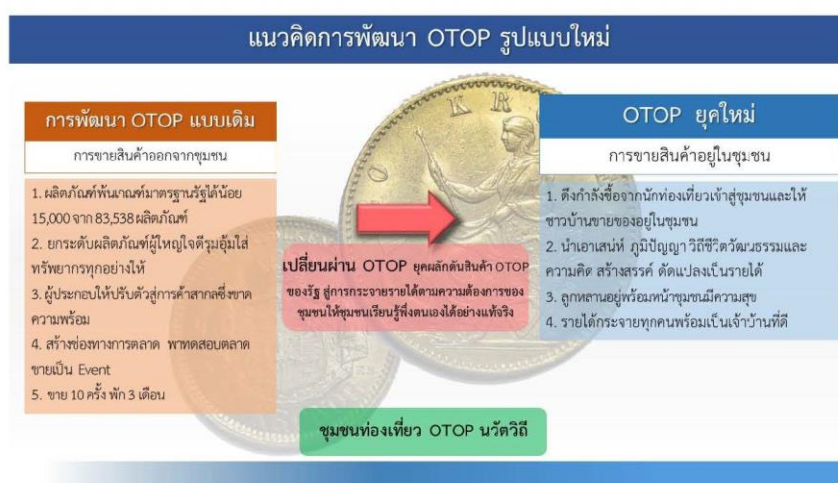 แนวคิดการพัฒนา OTOP รูปแบบใหม่
การพัฒนา OTOP แบบเดิม
การขายสินค้าออกจากชุมชน
1. ผลิตภัณฑ์พ้นเกณฑ์มาตรฐานรัฐได้น้อย
15,000 จาก 83,538 ผลิตภัณฑ์
2. ยกระดับผลิตภัณฑ์ผู้ใหญ่ใจดีรุมอุ้มใส่
ทรัพยากรทุกอย่างให้
3. ผู้ประกอบให้ปรับตัวสู่การค้าสากลซึ่งขาด
ความพร้อม
4. สร้างช่องทางการตลาด พาทดสอบตลาด
ขายเป็น Event
5. ขาย 10 ครั้ง พัก 3 เดือน
K R
เปลี่ยนผ่าน OTOP ยุคผลักดันสินค้า OTOP
ของรัฐ สู่การกระจายรายได้ตามความต้องการของ
ชุมชนให้ชุมชนเรียนรู้พึ่งตนเองได้อย่างแท้จริง
ชุมชนท่องเที่ยว OTOP นวัตวิถี
OTOP ยุคใหม่
การขายสินค้าอยู่ในชุมชน
1. ดึงกำลังซื้อจากนักท่องเที่ยวเข้าสู่ชุมชนและให้
ชาวบ้านขายของอยู่ในชุมชน
2. นำเอาเสน่ห์ ภูมิปัญญา วิถีชีวิตวัฒนธรรมและ
ความคิด สร้างสรรค์ ดัดแปลงเป็นรายได้
3. ลูกหลานอยู่พร้อมหน้าชุมชนมีความสุข
4. รายได้กระจายทุกคนพร้อมเป็นเจ้าบ้านที่ดี